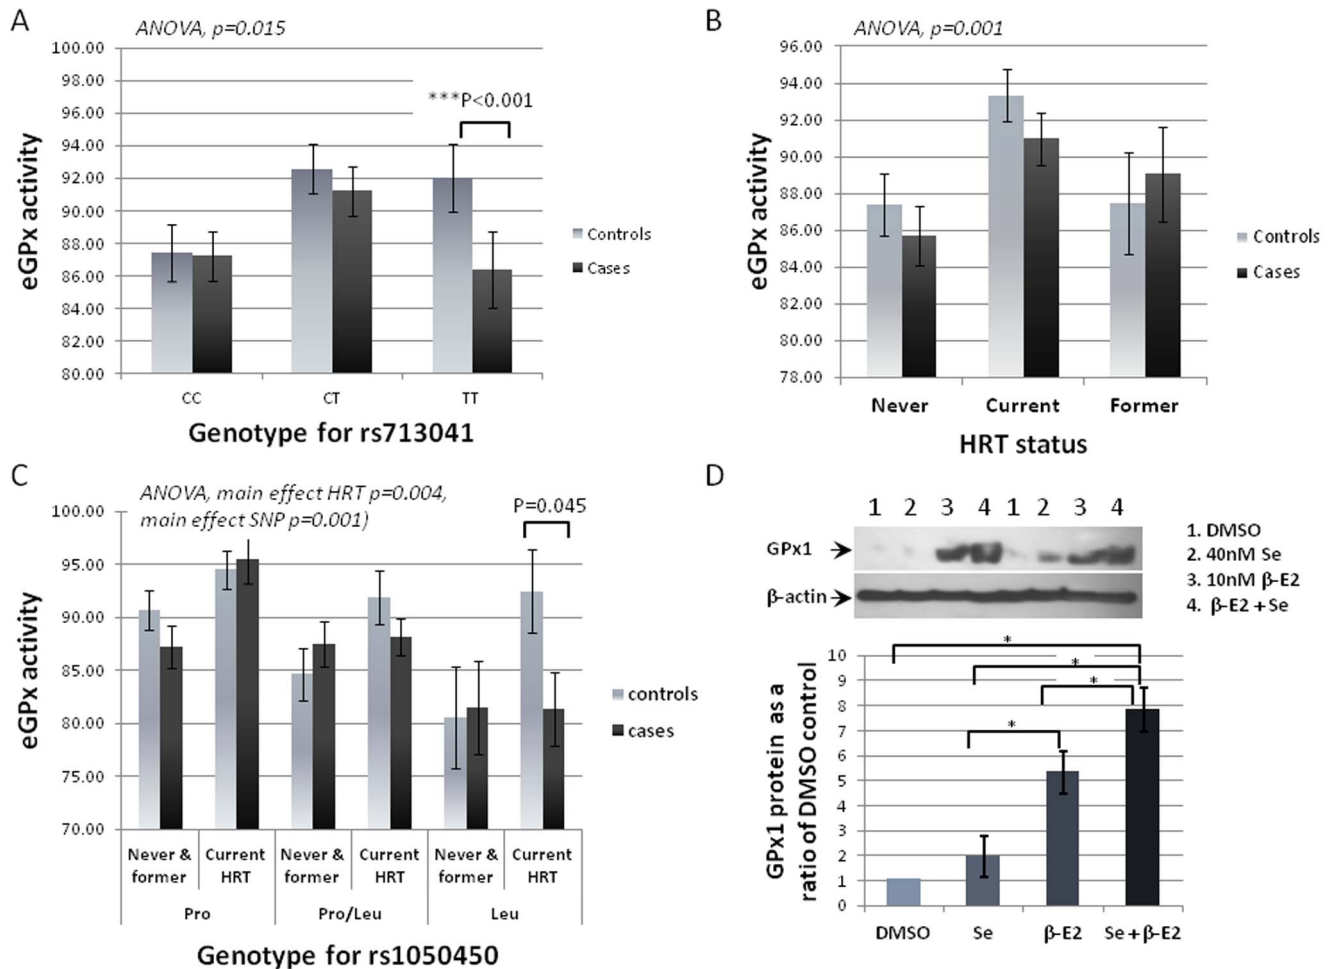 A
ANOVA, p=0.015
100.00
98.00
96.00
94.00
92.00
90.00
88.00
86.00
84.00
82.00
80.00
eGPx activity
***P<0.001
CC CT TT
Genotype for rs713041
Controls
Cases
B
ANOVA, p=0.001
96.00
94.00
92.00
90.00
88.00
86.00
84.00
82.00
80.00
78.00
eGPx activity
Never Current Former
HRT status
Controls
Cases
C
ANOVA, main effect HRT p=0.004,
main effect SNP p=0.001)
P=0.045
100.00
95.00
90.00
85.00
80.00
75.00
70.00
eGPx activity
Never & Current Never & Current Never & Current
former HRT former HRT former HRT
Pro Pro/Leu Leu
Genotype for rs1050450
controls
cases
D
1 2 3 4 1 2 3 4
GPx1
β-actin
1. DMSO
2. 40nM Se
3. 10nM β-E2
4. β-E2 + Se
*
*
*
*
10
9
8
7
6
5
4
3
2
1
0
GPx1 protein as a
ratio of DMSO control
DMSO Se β-E2 Se + β-E2